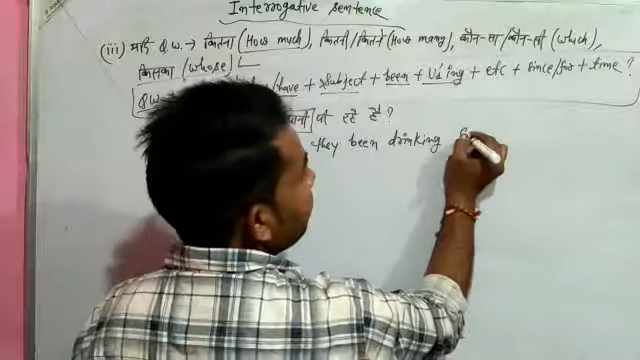 Interrogative sentence
(iii) यदि Q.W. → कितना (How much), कितनी/कितने (How many), कौन-सा/कौन-सी (which),
किसका (whose)
Q.W. /have + subject + been + V₁ ing + etc + since/for + time ?
पानी पी रहे हैं ?
they been drinking